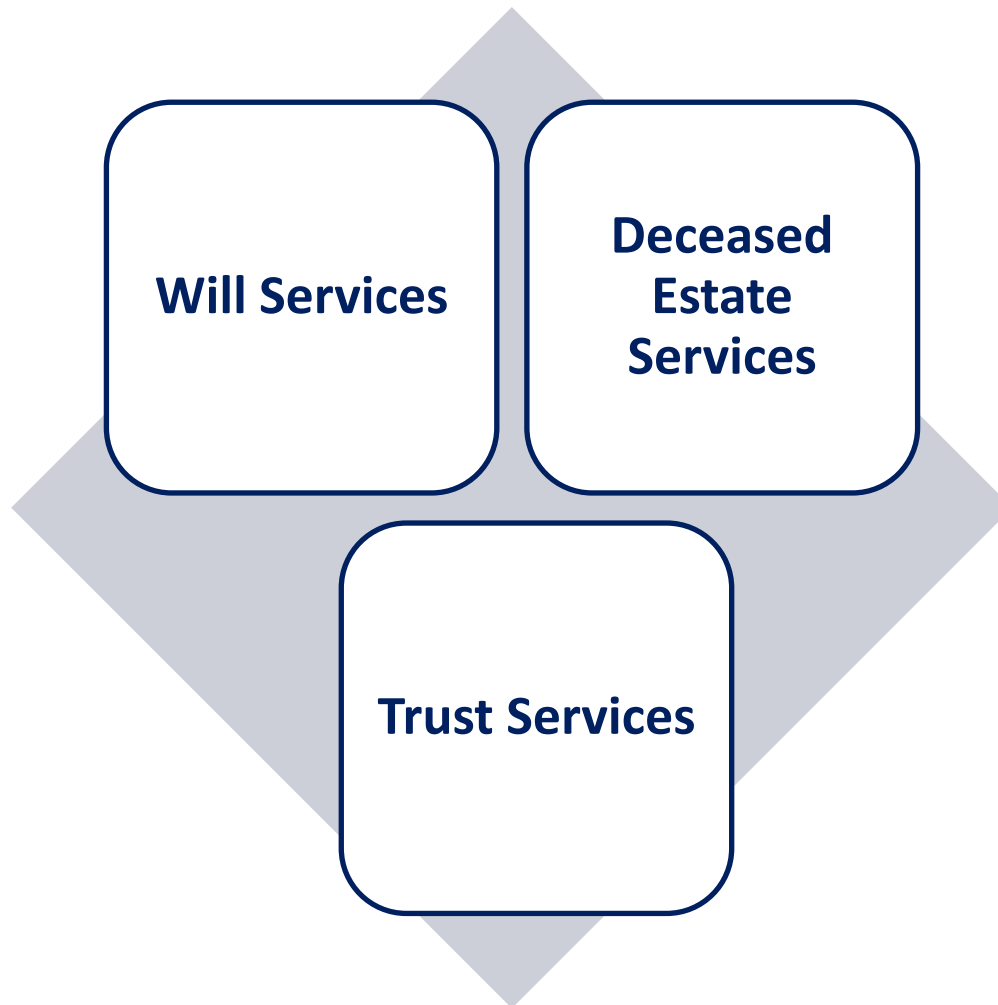 Will Services
Deceased
Estate
Services
Trust Services